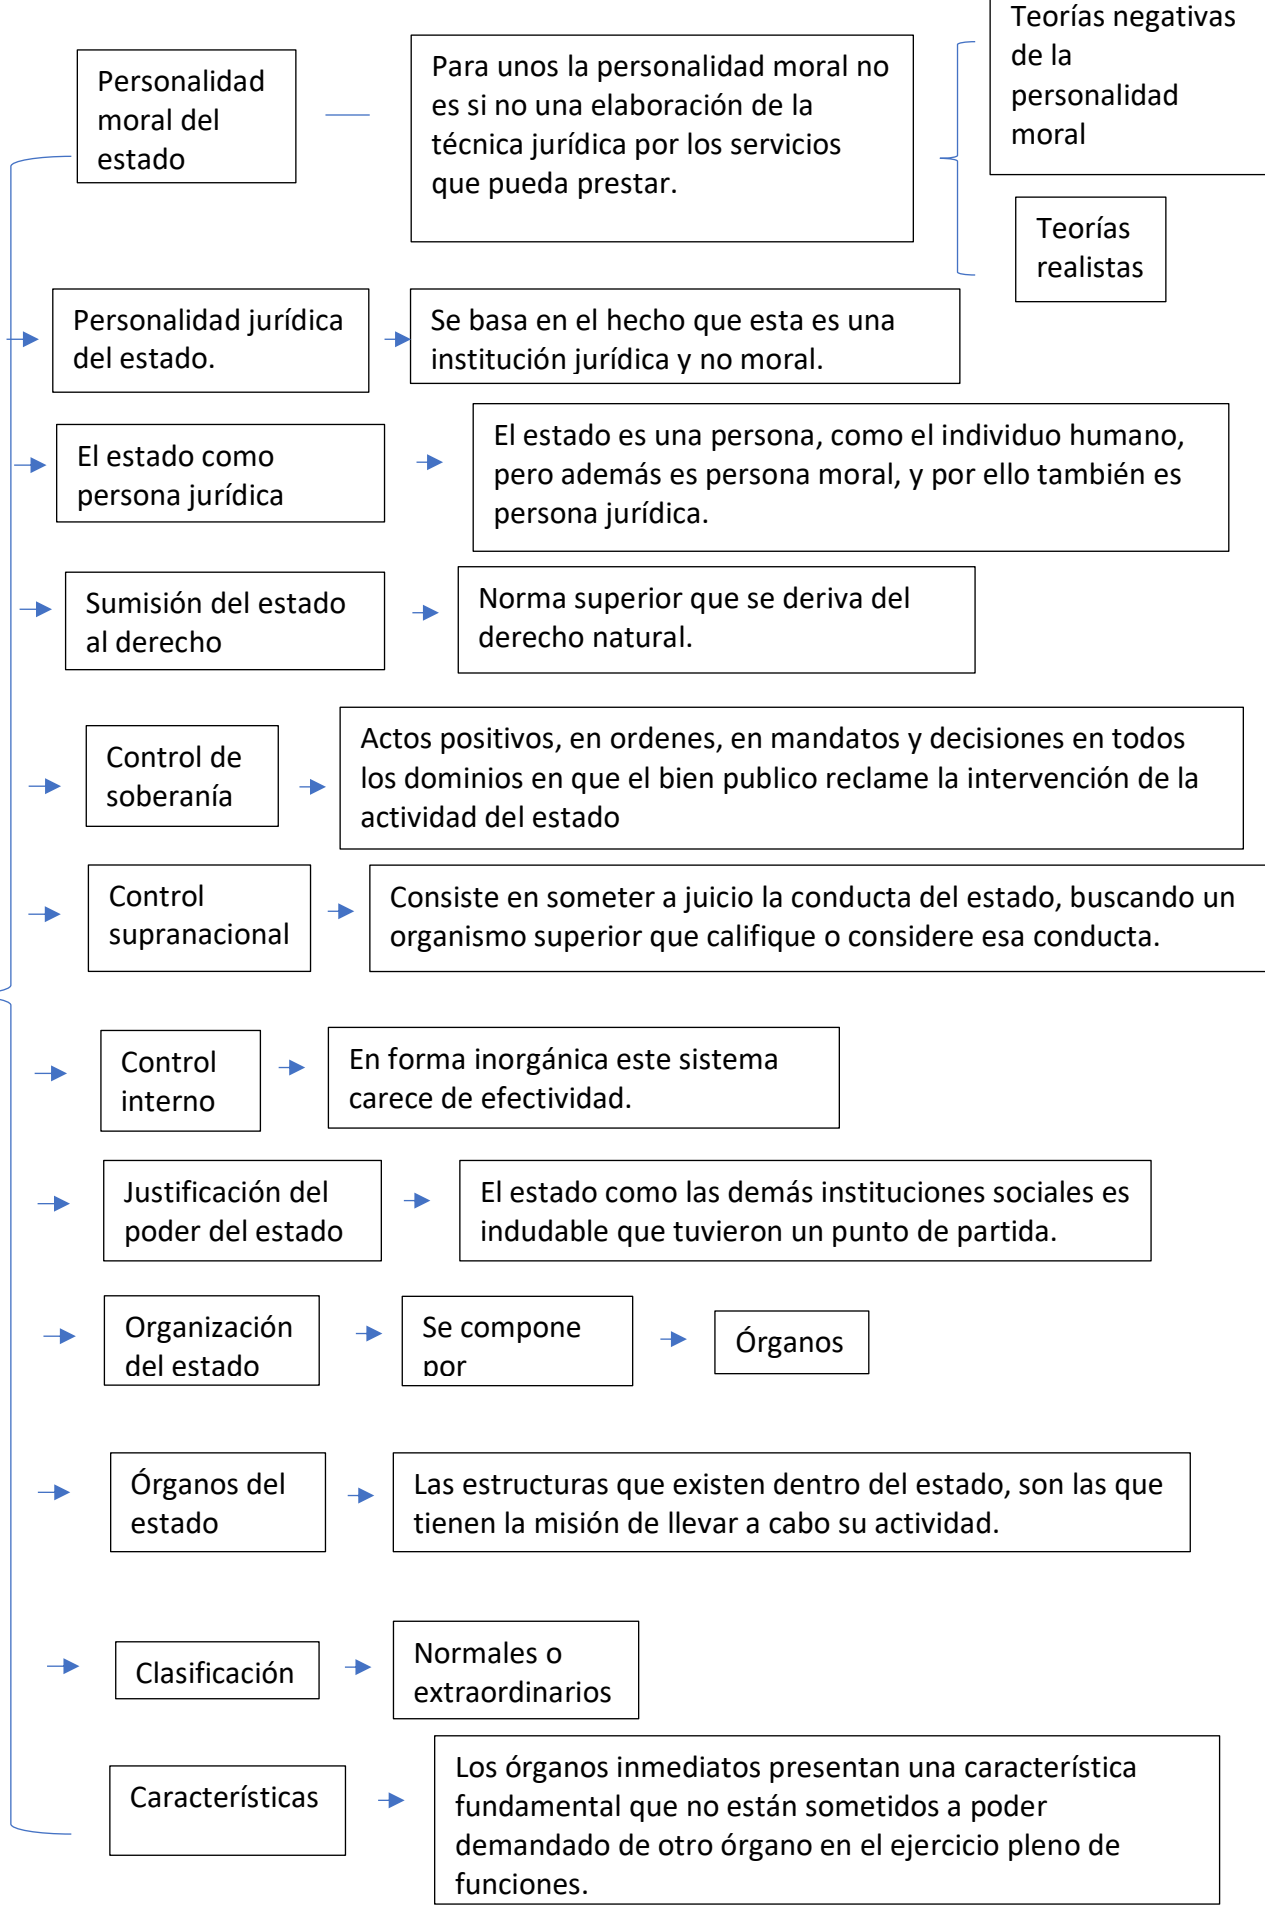 Teorías negativas
de la
personalidad
moral
Personalidad
moral del
estado
Para unos la personalidad moral no
es si no una elaboración de la
técnica jurídica por los servicios
que pueda prestar.
Teorías
realistas
Personalidad jurídica
del estado.
Se basa en el hecho que esta es una
institución jurídica y no moral.
El estado como
persona jurídica
El estado es una persona, como el individuo humano,
pero además es persona moral, y por ello también es
persona jurídica.
Sumisión del estado
al derecho
Norma superior que se deriva del
derecho natural.
Control de
soberanía
Actos positivos, en ordenes, en mandatos y decisiones en todos
los dominios en que el bien publico reclame la intervención de la
actividad del estado
Control
supranacional
Consiste en someter a juicio la conducta del estado, buscando un
organismo superior que califique o considere esa conducta.
Control
interno
En forma inorgánica este sistema
carece de efectividad.
Justificación del
poder del estado
El estado como las demás instituciones sociales es
indudable que tuvieron un punto de partida.
Organización
del estado
Se compone
por
Órganos
Órganos del
estado
Las estructuras que existen dentro del estado, son las que
tienen la misión de llevar a cabo su actividad.
Clasificación
Normales o
extraordinarios
Características
Los órganos inmediatos presentan una característica
fundamental que no están sometidos a poder
demandado de otro órgano en el ejercicio pleno de
funciones.